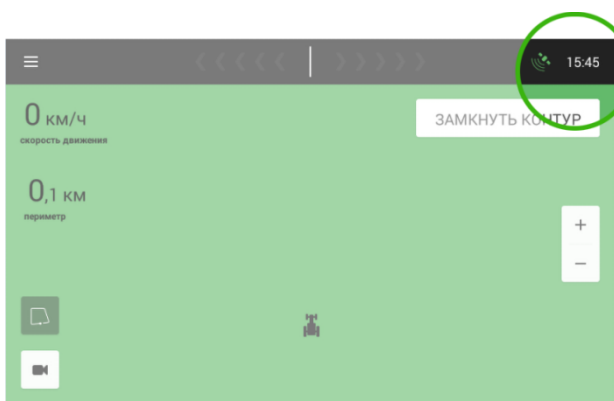 15:45
0 км/ч
скорость движения
ЗАМКНУТЬ КОНТУР
0,1 км
периметр
+
−